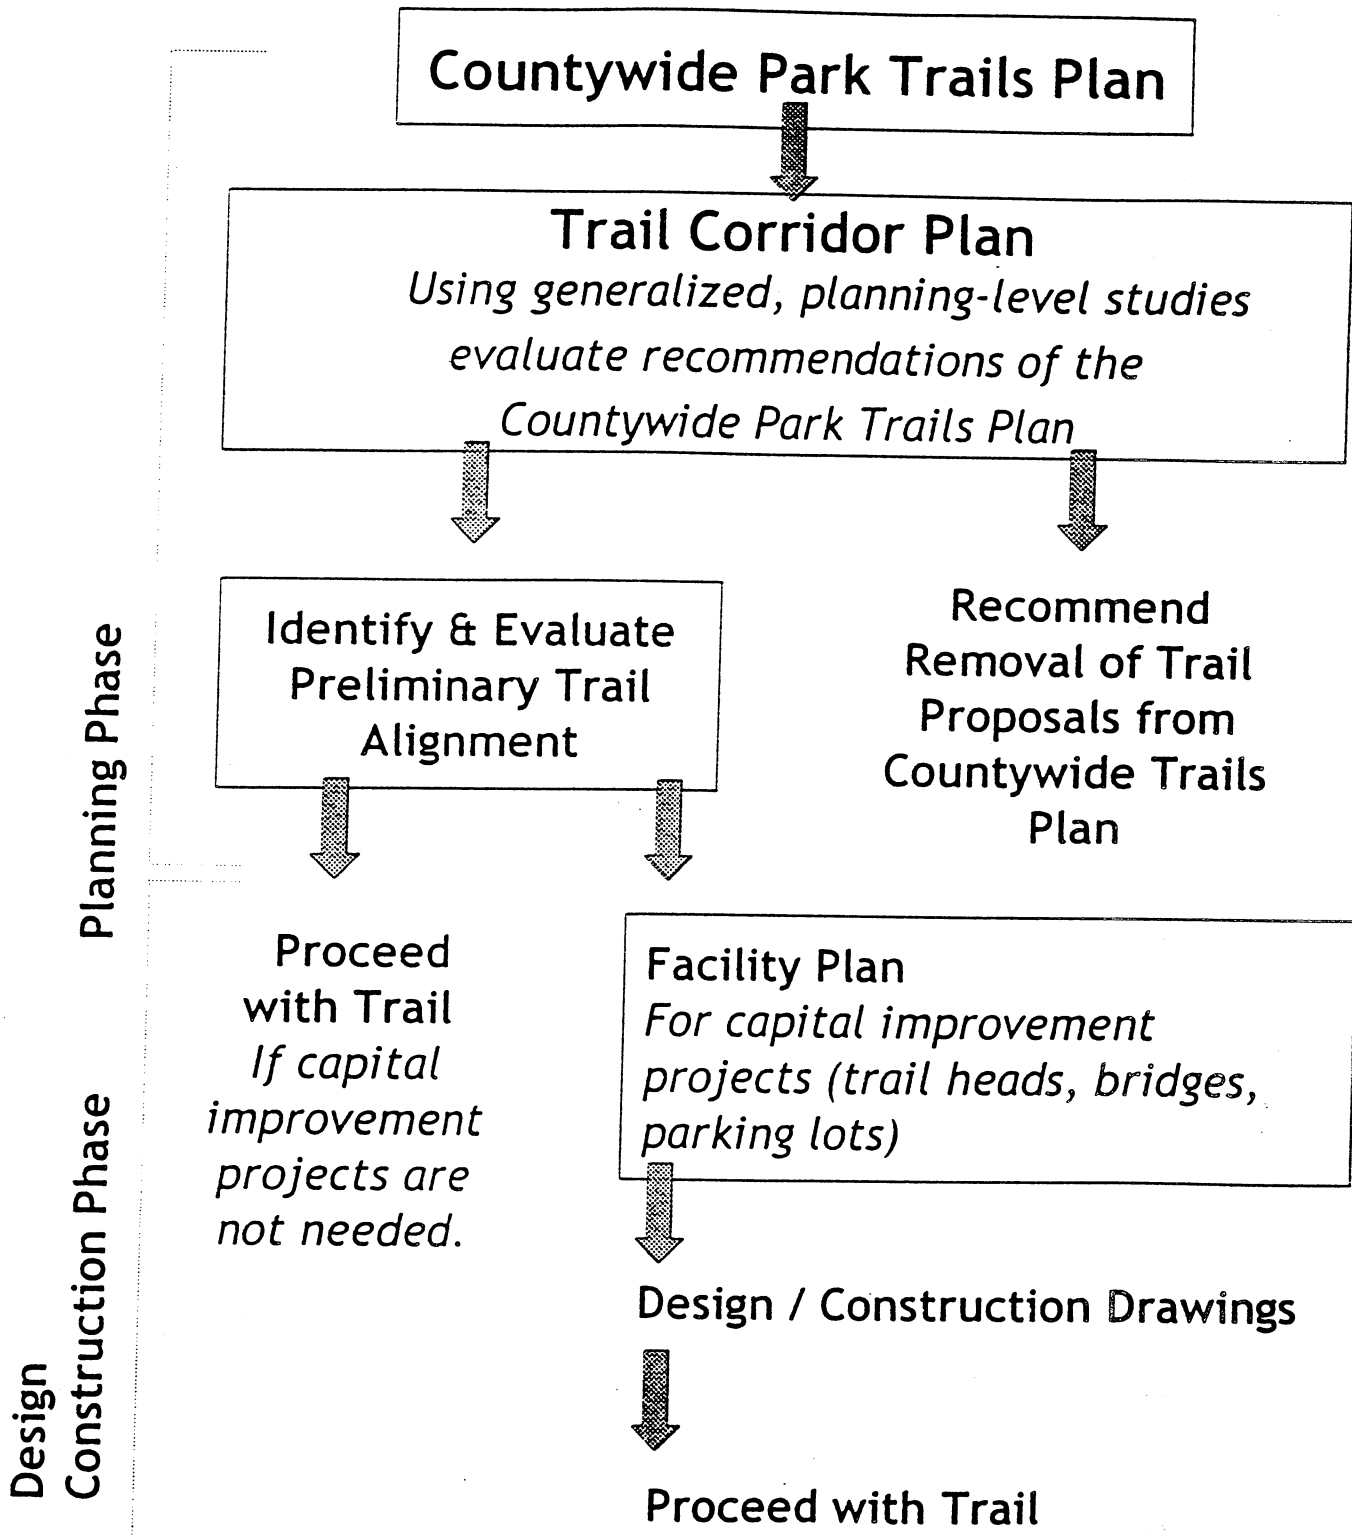 Countywide Park Trails Plan
Trail Corridor Plan
Using generalized, planning-level studies
evaluate recommendations of the
Countywide Park Trails Plan
Identify & Evaluate
Preliminary Trail
Alignment
Recommend
Removal of Trail
Proposals from
Countywide Trails
Plan
Planning Phase
Proceed
with Trail
If capital
improvement
projects are
not needed.
Facility Plan
For capital improvement
projects (trail heads, bridges,
parking lots)
Design / Construction Drawings
Proceed with Trail
Design
Construction Phase